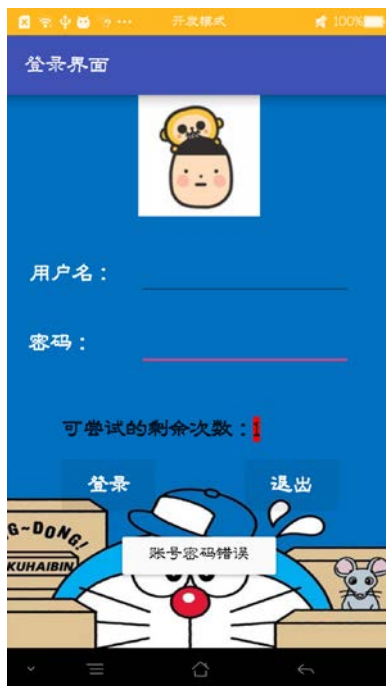 开发模式 100%
登录界面
用户名：
密码：
可尝试的剩余次数：1
登录 退出
G~DONG!
KUHAIBIN
账号密码错误